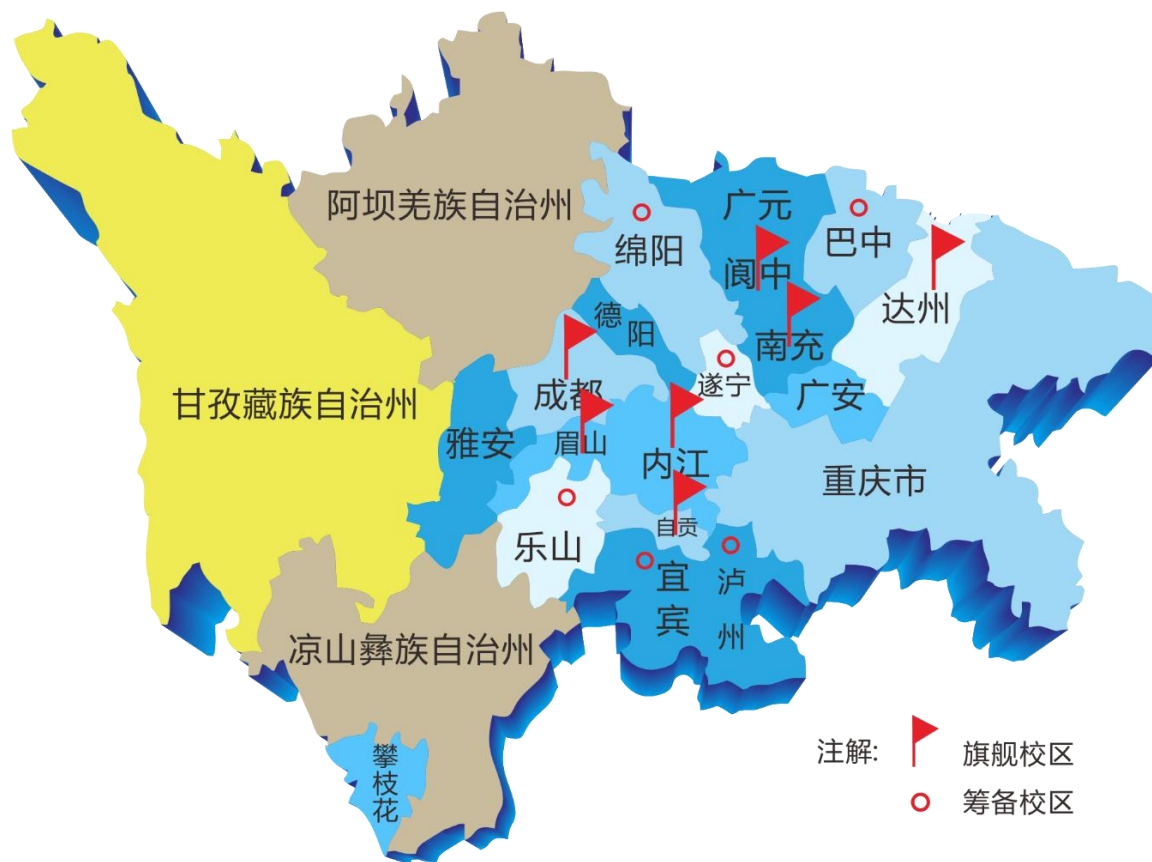 阿坝羌族自治州
广元
巴中
绵阳
阆中
达州
德
阳
南充
遂宁
甘孜藏族自治州
成都
广安
雅安
眉山
内江
重庆市
自贡
乐山
宜
宾
泸
州
凉山彝族自治州
攀
枝
花
注解:
旗舰校区
筹备校区